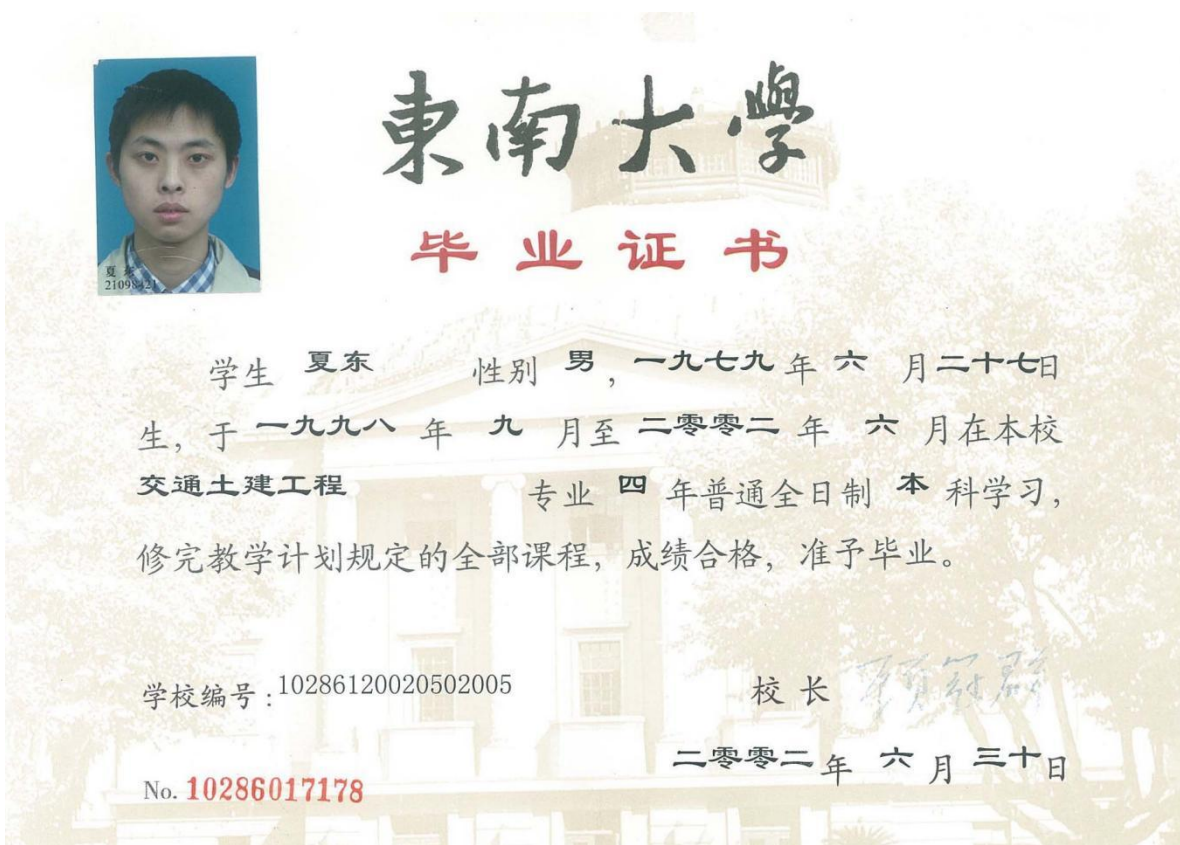 東南大學
毕业证书
夏东
21098421
学生 夏东 性别 男，一九七九年 六 月二十七日
生，于 一九九八 年 九 月至 二零零二 年 六 月在本校
交通土建工程 专业 四 年普通全日制 本 科学习，
修完教学计划规定的全部课程，成绩合格，准予毕业。
学校编号：10286120020502005
校长
二零零二年 六 月 三十日
No. 10286017178